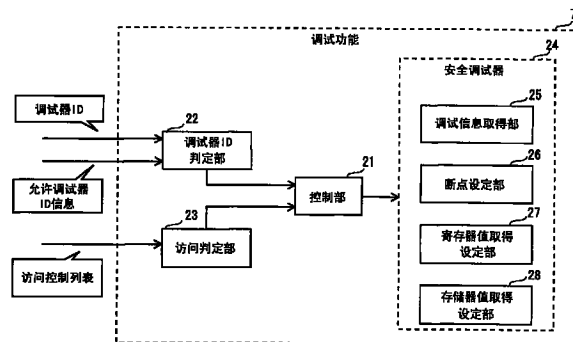 调试功能
24
安全调试器
调试器ID
22
调试器ID
判定部
25
调试信息取得部
允许调试器
ID信息
21
控制部
26
断点设定部
23
访问判定部
27
寄存器值取得
设定部
访问控制列表
28
存储器值取得
设定部